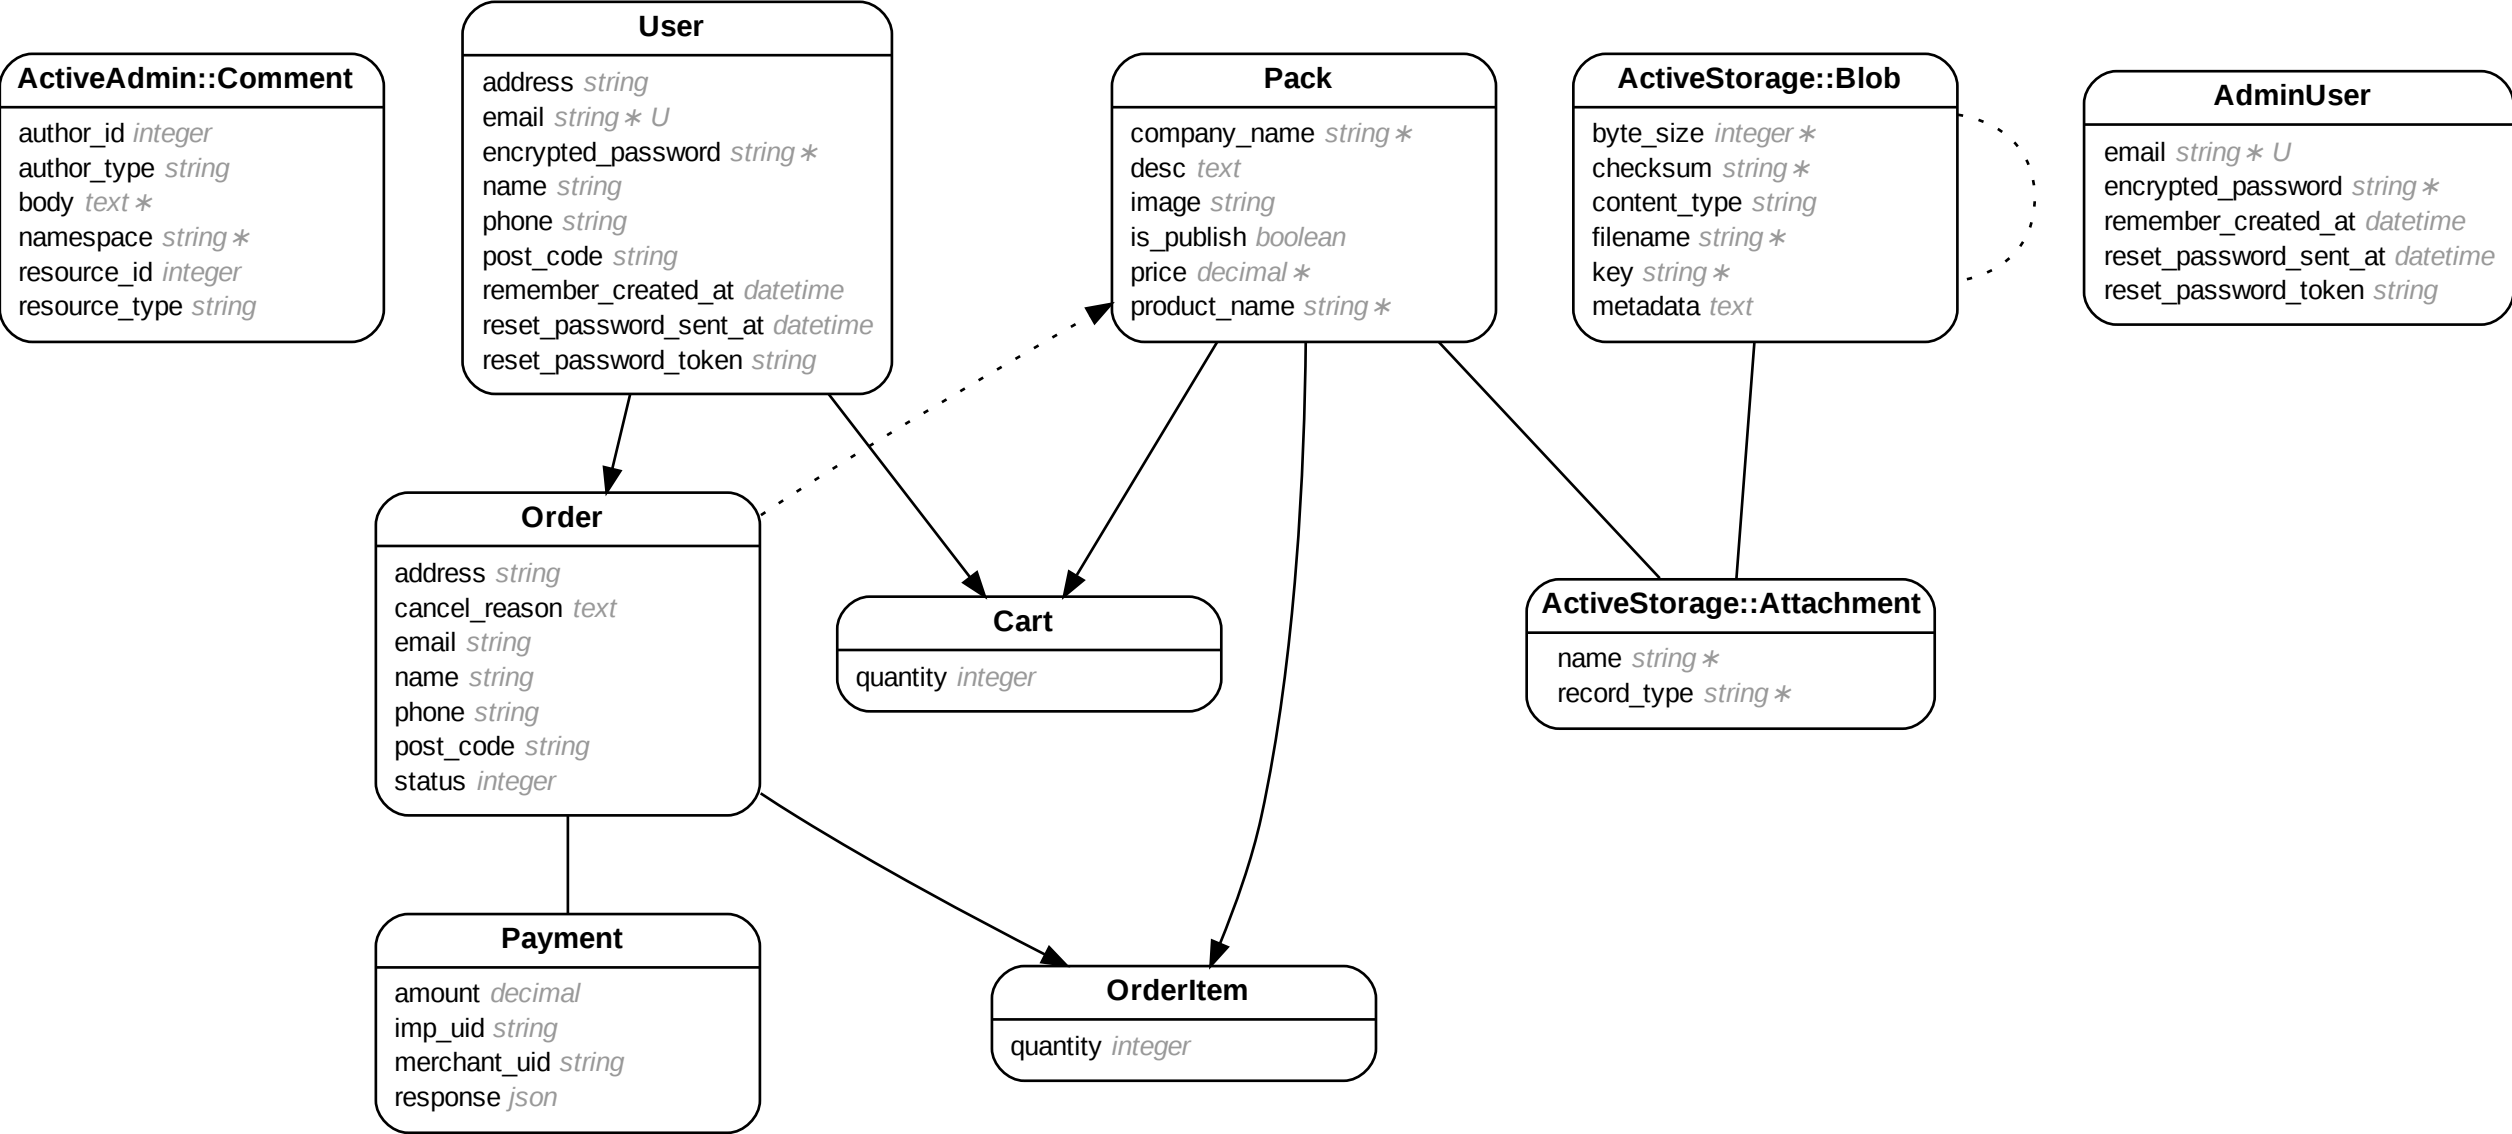 ActiveAdmin::Comment
author_id integer
author_type string
body text ∗
namespace string ∗
resource_id integer
resource_type string
User
address string
email string ∗ U
encrypted_password string ∗
name string
phone string
post_code string
remember_created_at datetime
reset_password_sent_at datetime
reset_password_token string
Pack
company_name string ∗
desc text
image string
is_publish boolean
price decimal ∗
product_name string ∗
ActiveStorage::Blob
byte_size integer ∗
checksum string ∗
content_type string
filename string ∗
key string ∗
metadata text
AdminUser
email string ∗ U
encrypted_password string ∗
remember_created_at datetime
reset_password_sent_at datetime
reset_password_token string
Order
address string
cancel_reason text
email string
name string
phone string
post_code string
status integer
Cart
quantity integer
ActiveStorage::Attachment
name string ∗
record_type string ∗
Payment
amount decimal
imp_uid string
merchant_uid string
response json
OrderItem
quantity integer